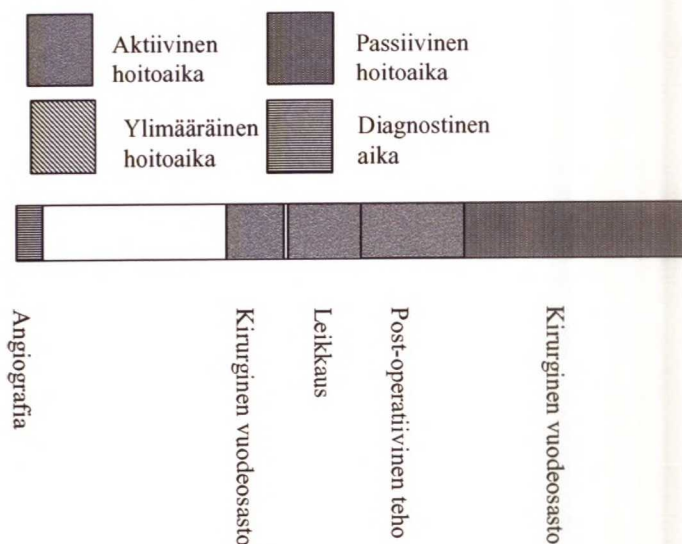 Aktiivinen
hoitoaika
Passiivinen
hoitoaika
Ylimääräinen
hoitoaika
Diagnostinen
aika
Angiografia
Kirurginen vuodeosasto
Leikkaus
Post-operatiivinen teho
Kirurginen vuodeosasto